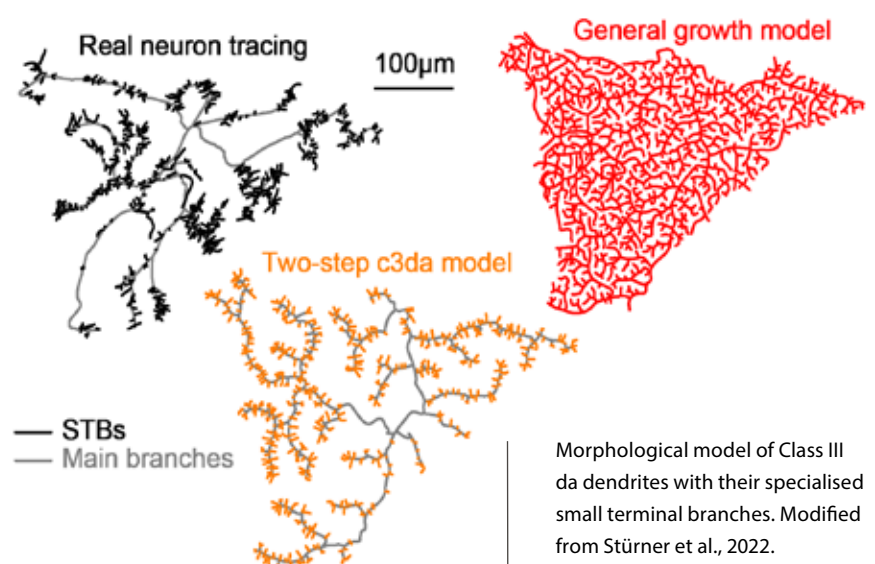 Real neuron tracing
100μm
General growth model
Two-step c3da model
STBs
Main branches
Morphological model of Class III
da dendrites with their specialised
small terminal branches. Modified
from Stürner et al., 2022.